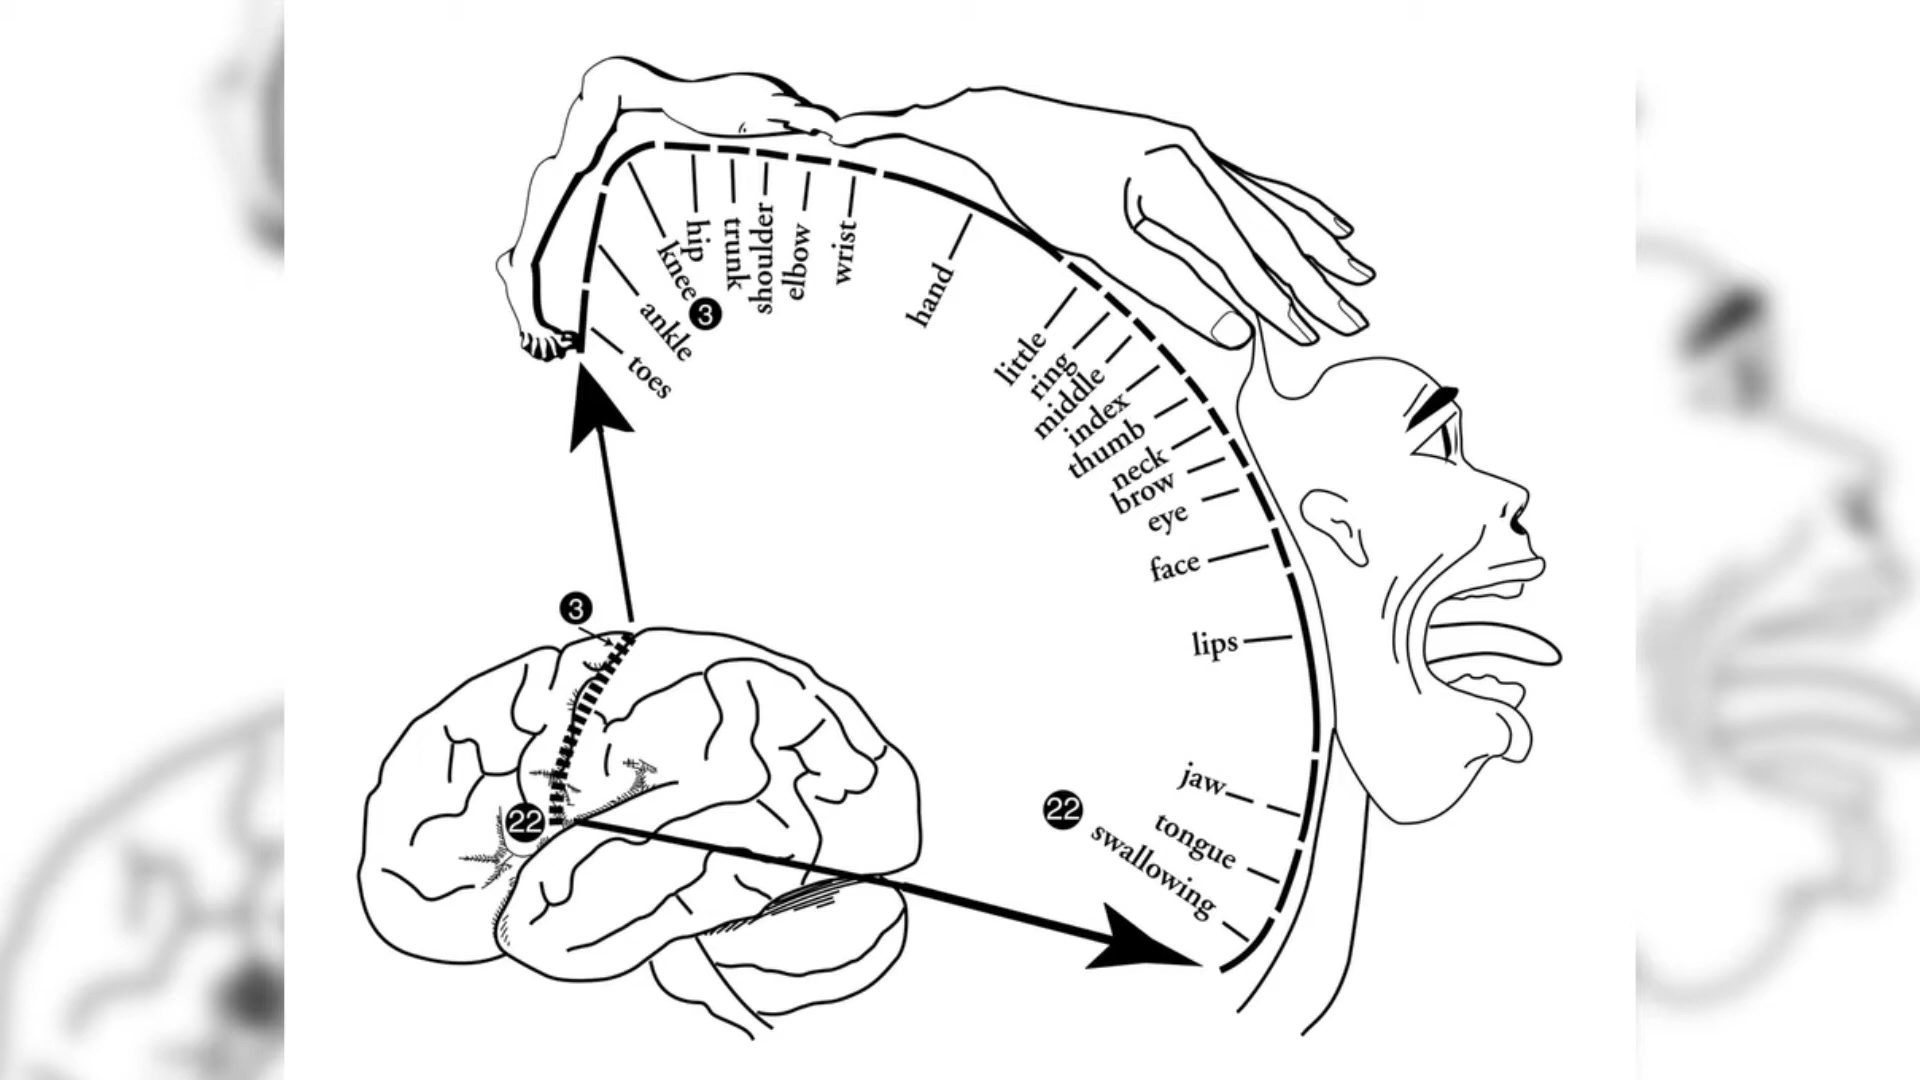 toes
ankle
knee
3
hip
trunk
shoulder
elbow
wrist
hand
little
ring
middle
index
thumb
neck
brow
eye
face
lips
jaw
tongue
swallowing
22
3
22